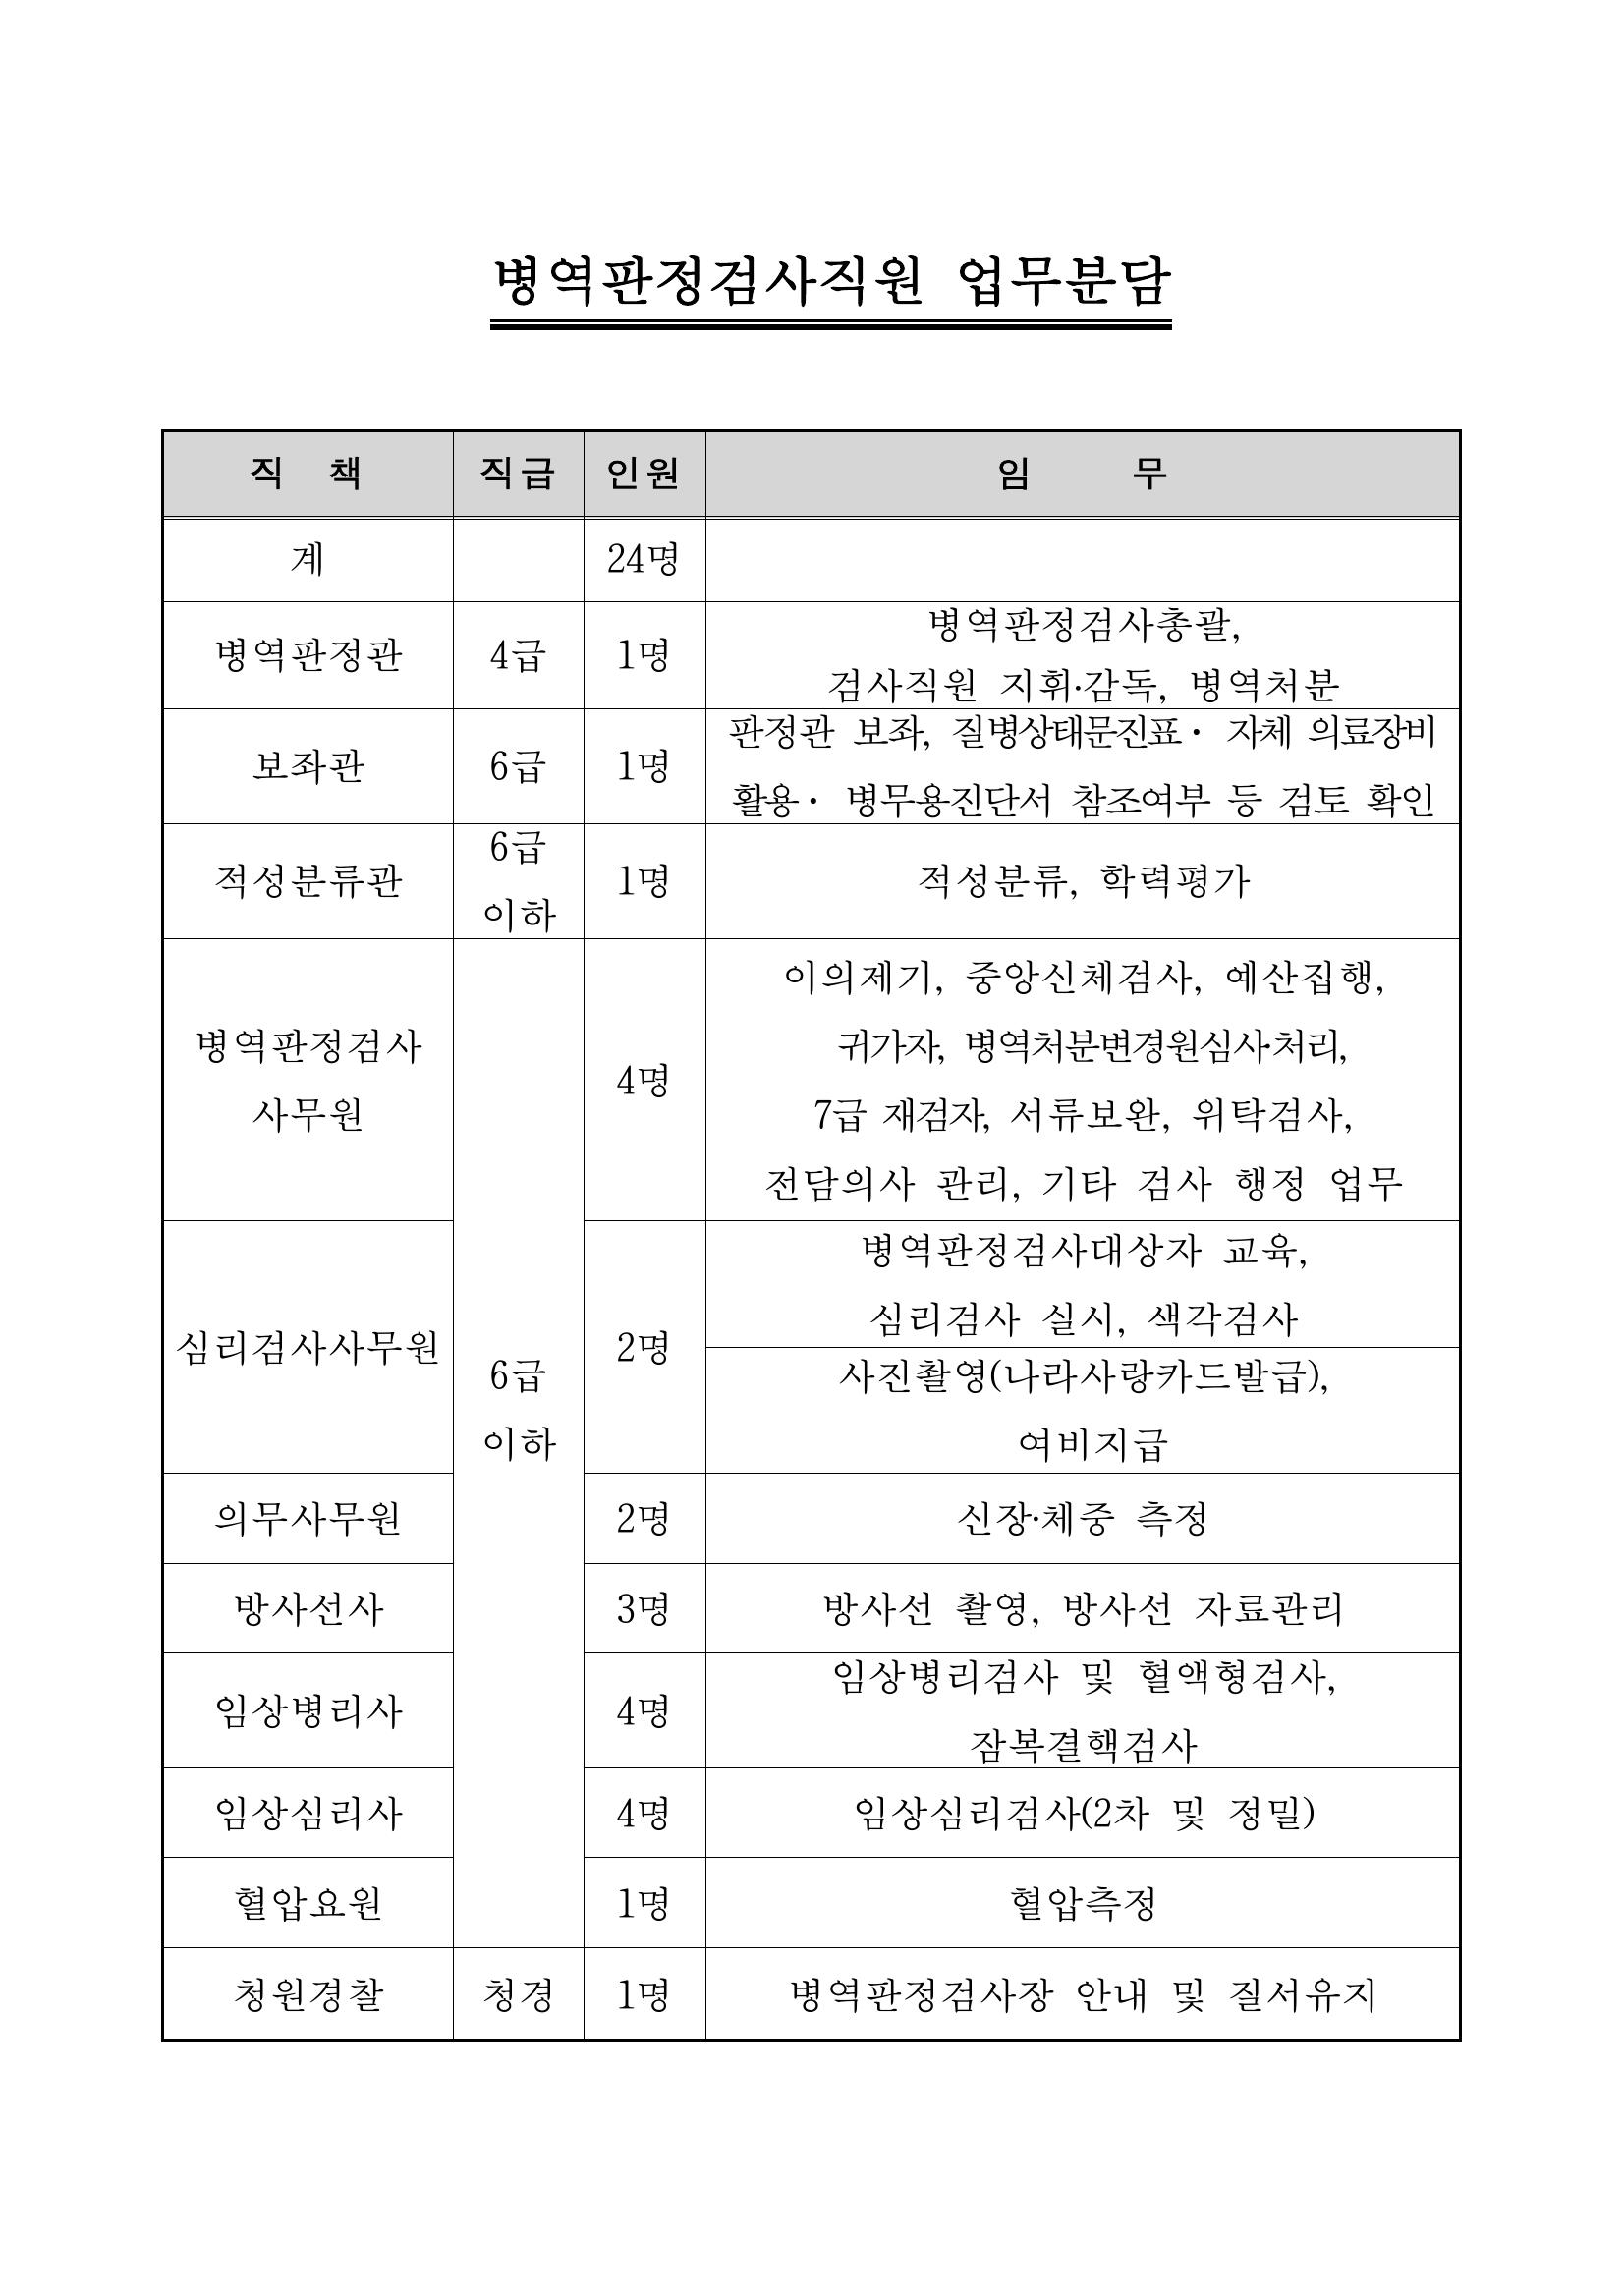 병역판정검사직원 업무분담
직 책 직급 인원 임 무
계 24명
병역판정관 4급 1명 병역판정검사총괄,
검사직원 지휘·감독, 병역처분
보좌관 6급 1명 판정관 보좌, 질병상태문진표· 자체 의료장비
활용· 병무용진단서 참조여부 등 검토 확인
적성분류관 6급
이하 1명 적성분류, 학력평가
병역판정검사
사무원 6급
이하 4명 이의제기, 중앙신체검사, 예산집행,
귀가자, 병역처분변경원심사·처리,
7급 재검자, 서류보완, 위탁검사,
전담의사 관리, 기타 검사 행정 업무
심리검사사무원 2명 병역판정검사대상자 교육,
심리검사 실시, 색각검사
사진촬영(나라사랑카드발급),
여비지급
의무사무원 2명 신장·체중 측정
방사선사 3명 방사선 촬영, 방사선 자료관리
임상병리사 4명 임상병리검사 및 혈액형검사,
잠복결핵검사
임상심리사 4명 임상심리검사(2차 및 정밀)
혈압요원 1명 혈압측정
청원경찰 청경 1명 병역판정검사장 안내 및 질서유지